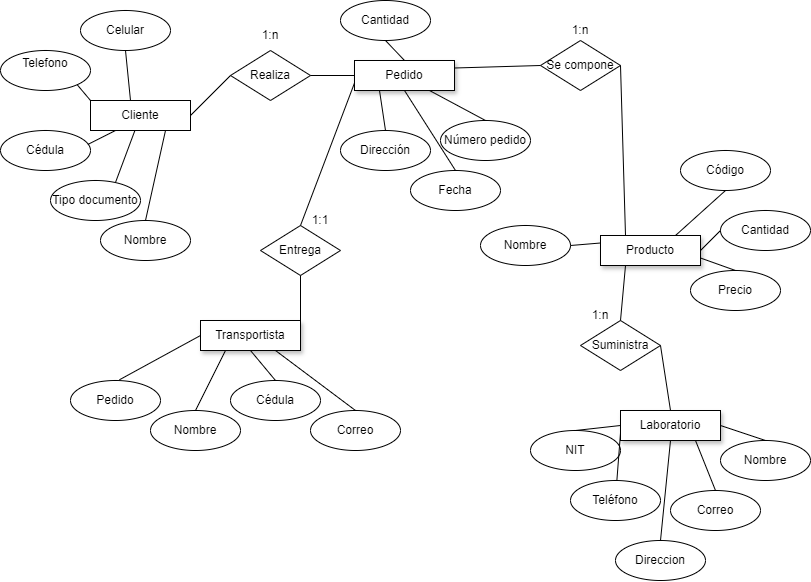 Cantidad
Celular
1:n
1:n
Telefono
Realiza
Pedido
Se compone
Cliente
Cédula
Dirección
Número pedido
Tipo documento
Fecha
Código
Nombre
1:1
Cantidad
Entrega
Nombre
Producto
Precio
1:n
Transportista
Suministra
Pedido
Cédula
Nombre
Correo
Laboratorio
NIT
Nombre
Teléfono
Correo
Direccion